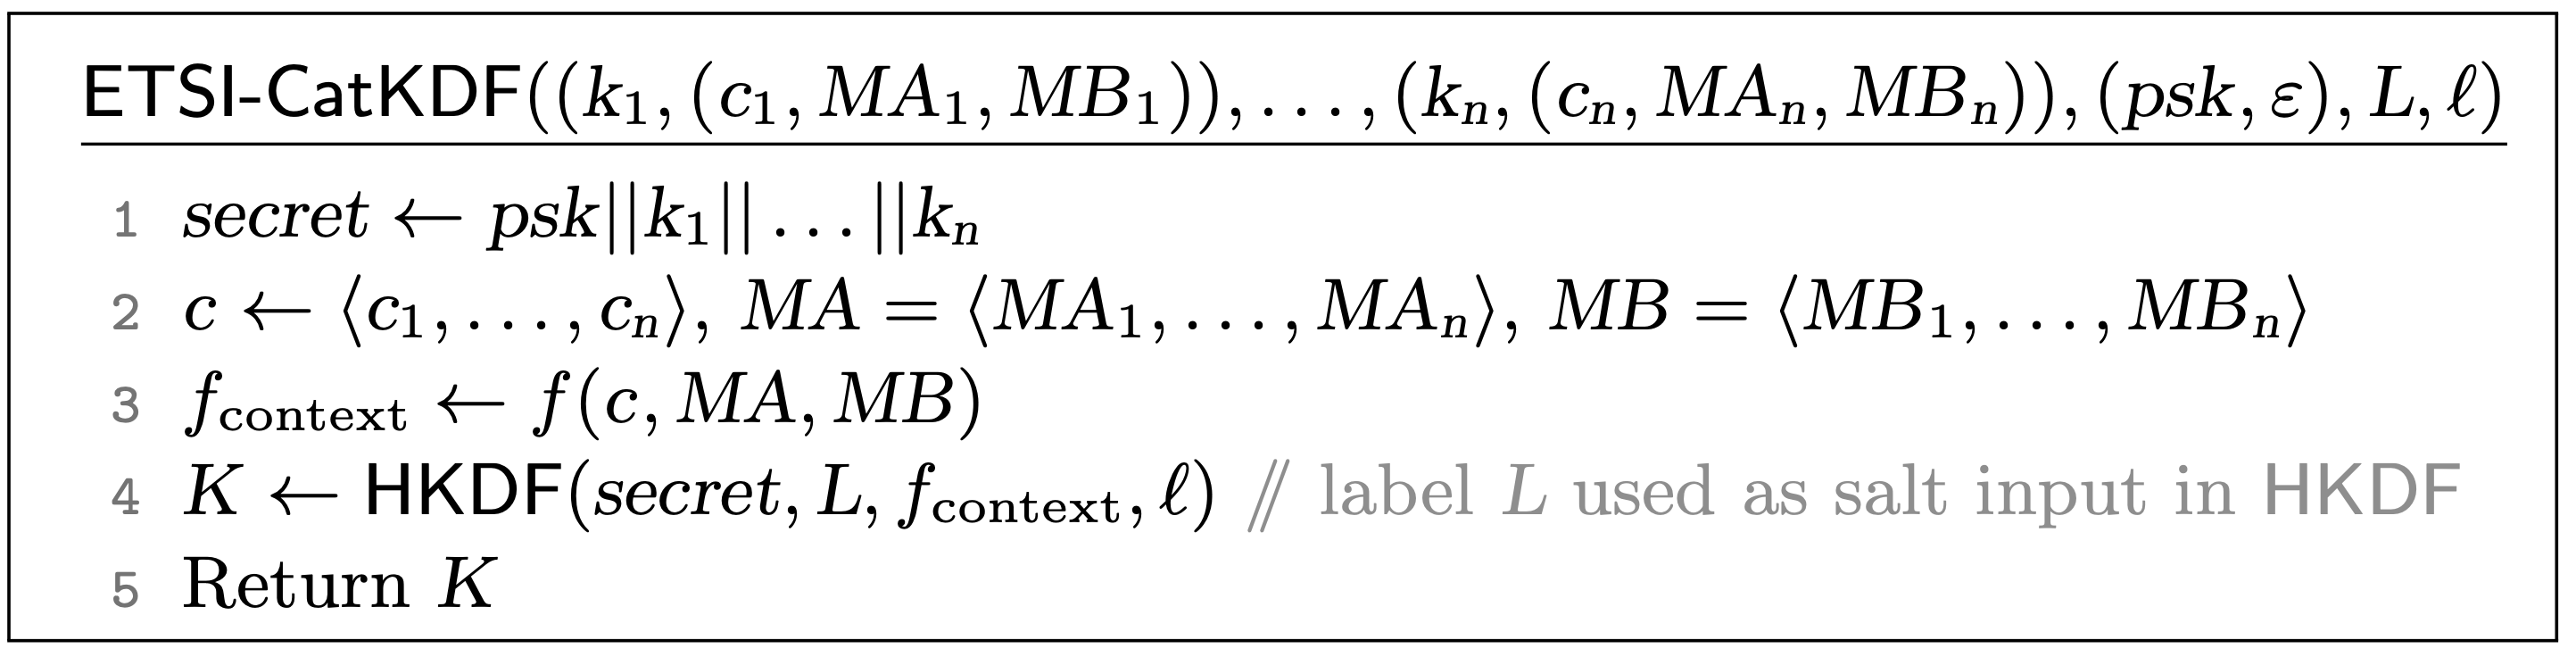 ETSI-CatKDF((k₁, (c₁, MA₁, MB₁)), . . . , (kₙ, (cₙ, MAₙ, MBₙ)), (psk, ε), L, ℓ)
1 secret ← psk||k₁|| . . . ||kₙ
2 c ← ⟨c₁, . . . , cₙ⟩, MA = ⟨MA₁, . . . , MAₙ⟩, MB = ⟨MB₁, . . . , MBₙ⟩
3 f_context ← f(c, MA, MB)
4 K ← HKDF(secret, L, f_context, ℓ) // label L used as salt input in HKDF
5 Return K